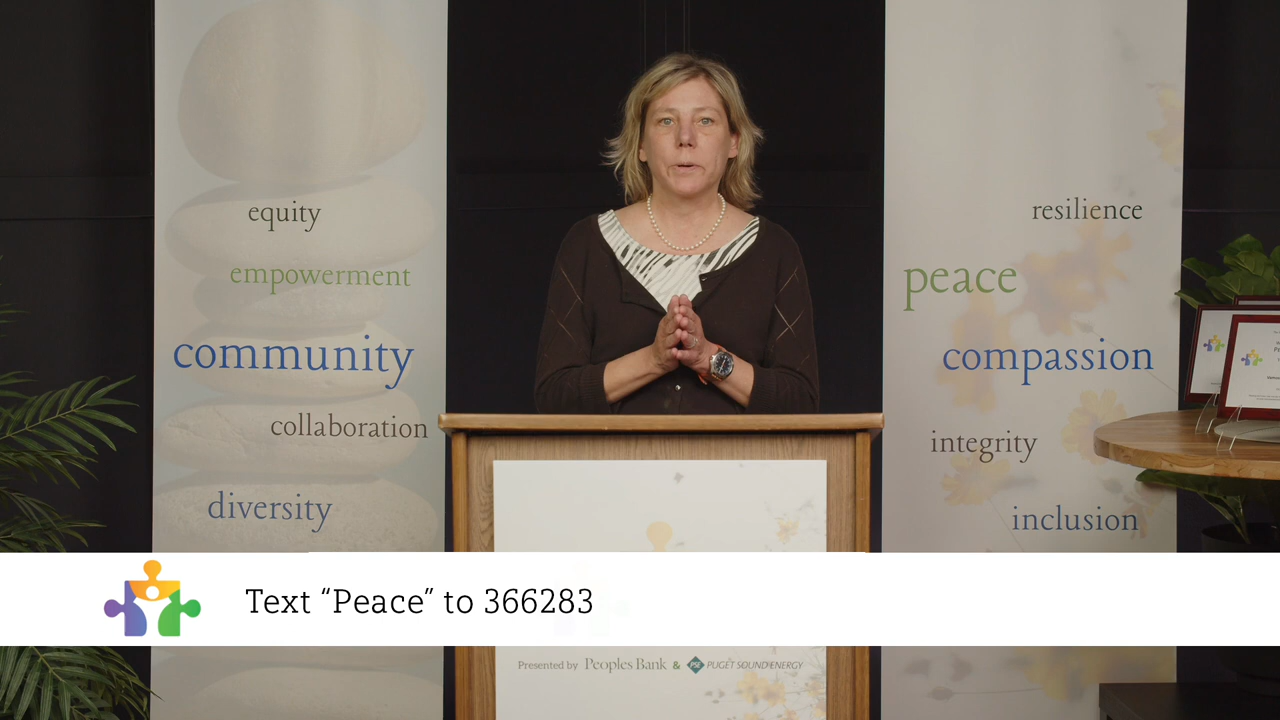 equity
empowerment
community
collaboration
diversity
resilience
peace
compassion
integrity
inclusion
Text “Peace” to 366283
Presented by Peoples Bank & PSE PUGET SOUND ENERGY